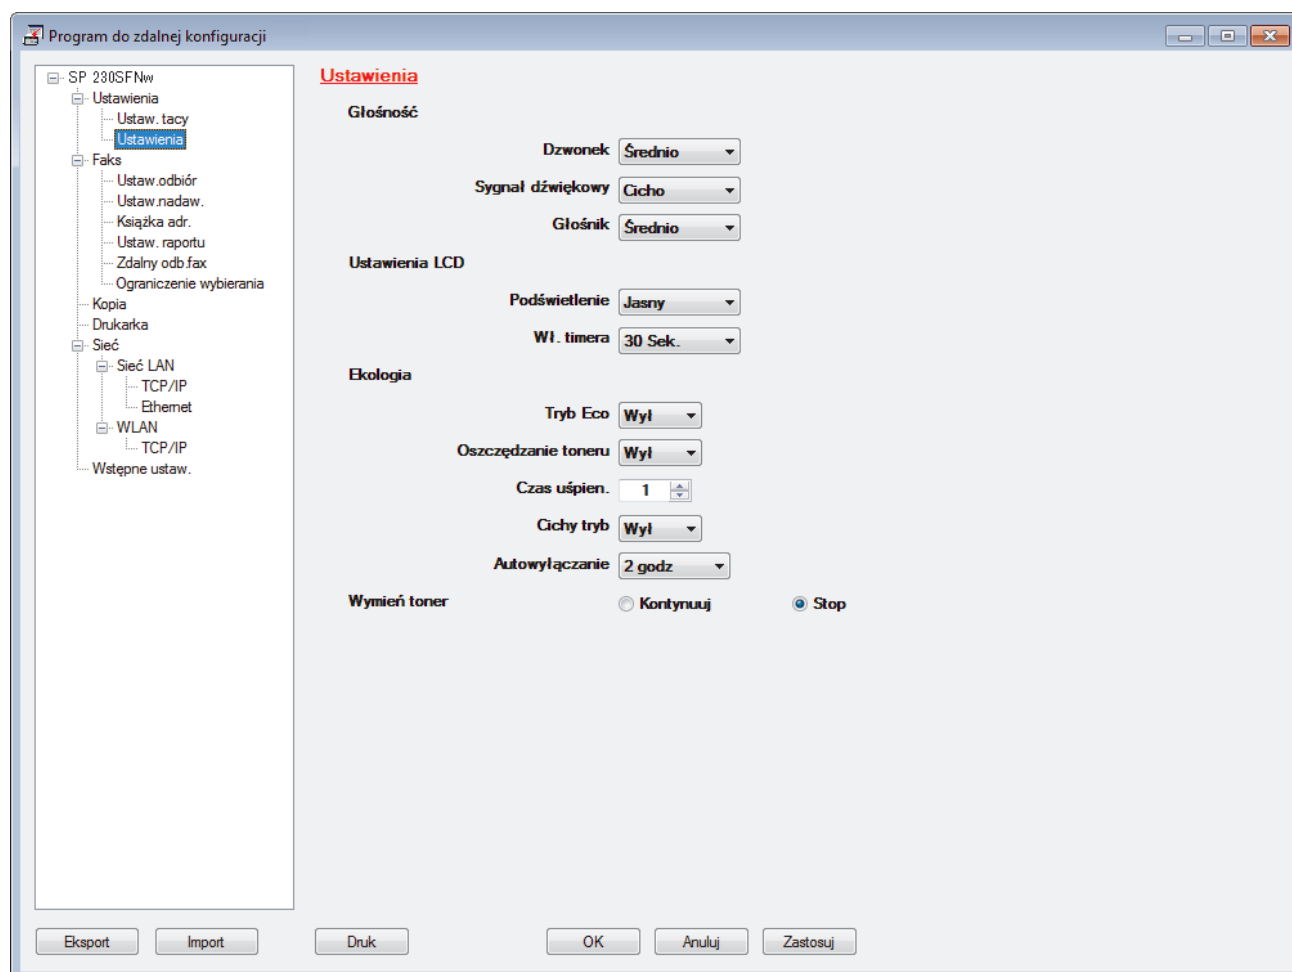 Program do zdalnej konfiguracji
SP 230SFNw
Ustawienia
Ustaw. tacy
Ustawienia
Faks
Ustaw.odbiór
Ustaw.nadaw.
Książka adr.
Ustaw. raportu
Zdalny odb.fax
Ograniczenie wybierania
Kopia
Drukarka
Sieć
Sieć LAN
TCP/IP
Ethernet
WLAN
TCP/IP
Wstępne ustaw.
Ustawienia
Głośność
Dzwonek Średnio
Sygnał dźwiękowy Cicho
Głośnik Średnio
Ustawienia LCD
Podświetlenie Jasny
Wł. timera 30 Sek.
Ekologia
Tryb Eco Wył
Oszczędzanie toneru Wył
Czas uśpien. 1
Cichy tryb Wył
Autowyłączanie 2 godz
Wymień toner Kontynuuj Stop
Eksport Import Druk OK Anuluj Zastosuj